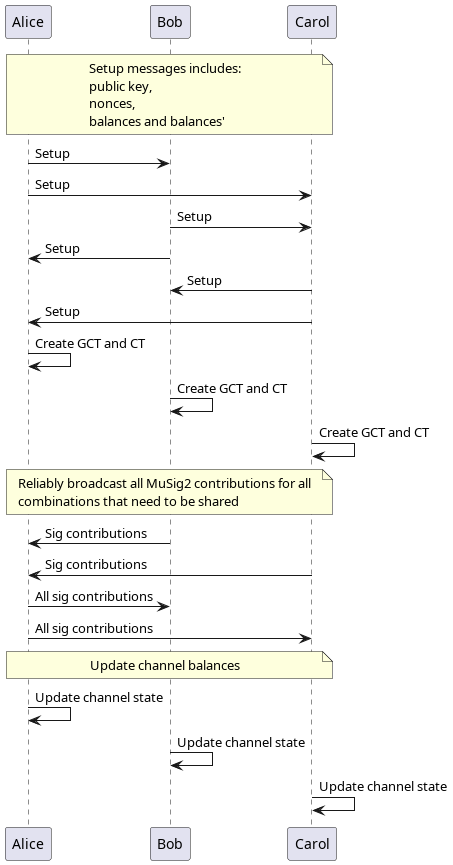 Alice
Bob
Carol
Setup messages includes:
public key,
nonces,
balances and balances'
Setup
Setup
Setup
Setup
Setup
Setup
Create GCT and CT
Create GCT and CT
Create GCT and CT
Reliably broadcast all MuSig2 contributions for all
combinations that need to be shared
Sig contributions
Sig contributions
All sig contributions
All sig contributions
Update channel balances
Update channel state
Update channel state
Update channel state
Alice
Bob
Carol